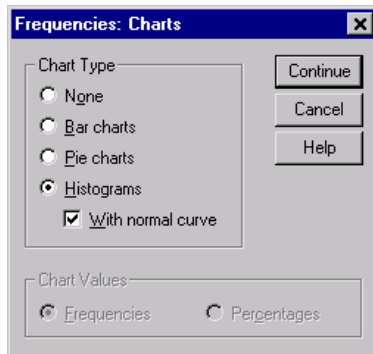 Frequencies: Charts
Chart Type
None
Bar charts
Pie charts
Histograms
With normal curve
Continue
Cancel
Help
Chart Values
Frequencies
Percentages